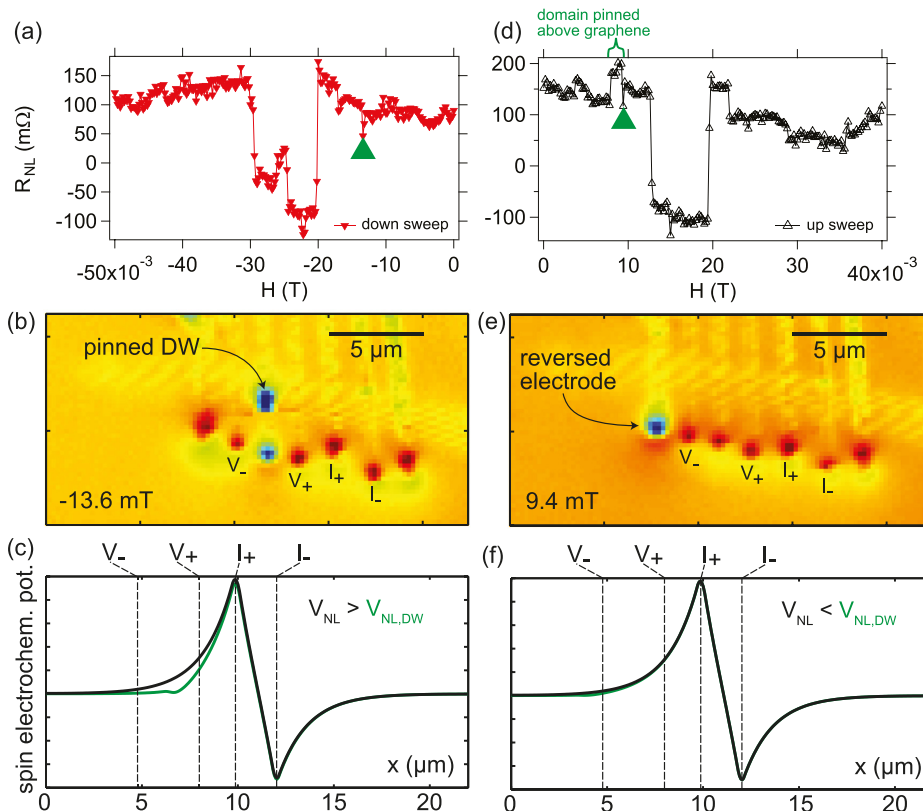 (a)
R_NL (mΩ)
150
100
50
0
-50
-100
down sweep
-50x10⁻³
-40
-30
-20
-10
0
H (T)
(d)
domain pinned
above graphene
200
100
0
-100
up sweep
0
10
20
30
40x10⁻³
H (T)
(b)
pinned DW
5 µm
V₋
V₊
I₊
I₋
-13.6 mT
(e)
reversed
electrode
5 µm
V₋
V₊
I₊
I₋
9.4 mT
(c)
spin electrochem. pot.
V₋
V₊
I₊
I₋
V_NL > V_NL,DW
x (µm)
0
5
10
15
20
(f)
V₋
V₊
I₊
I₋
V_NL < V_NL,DW
x (µm)
0
5
10
15
20